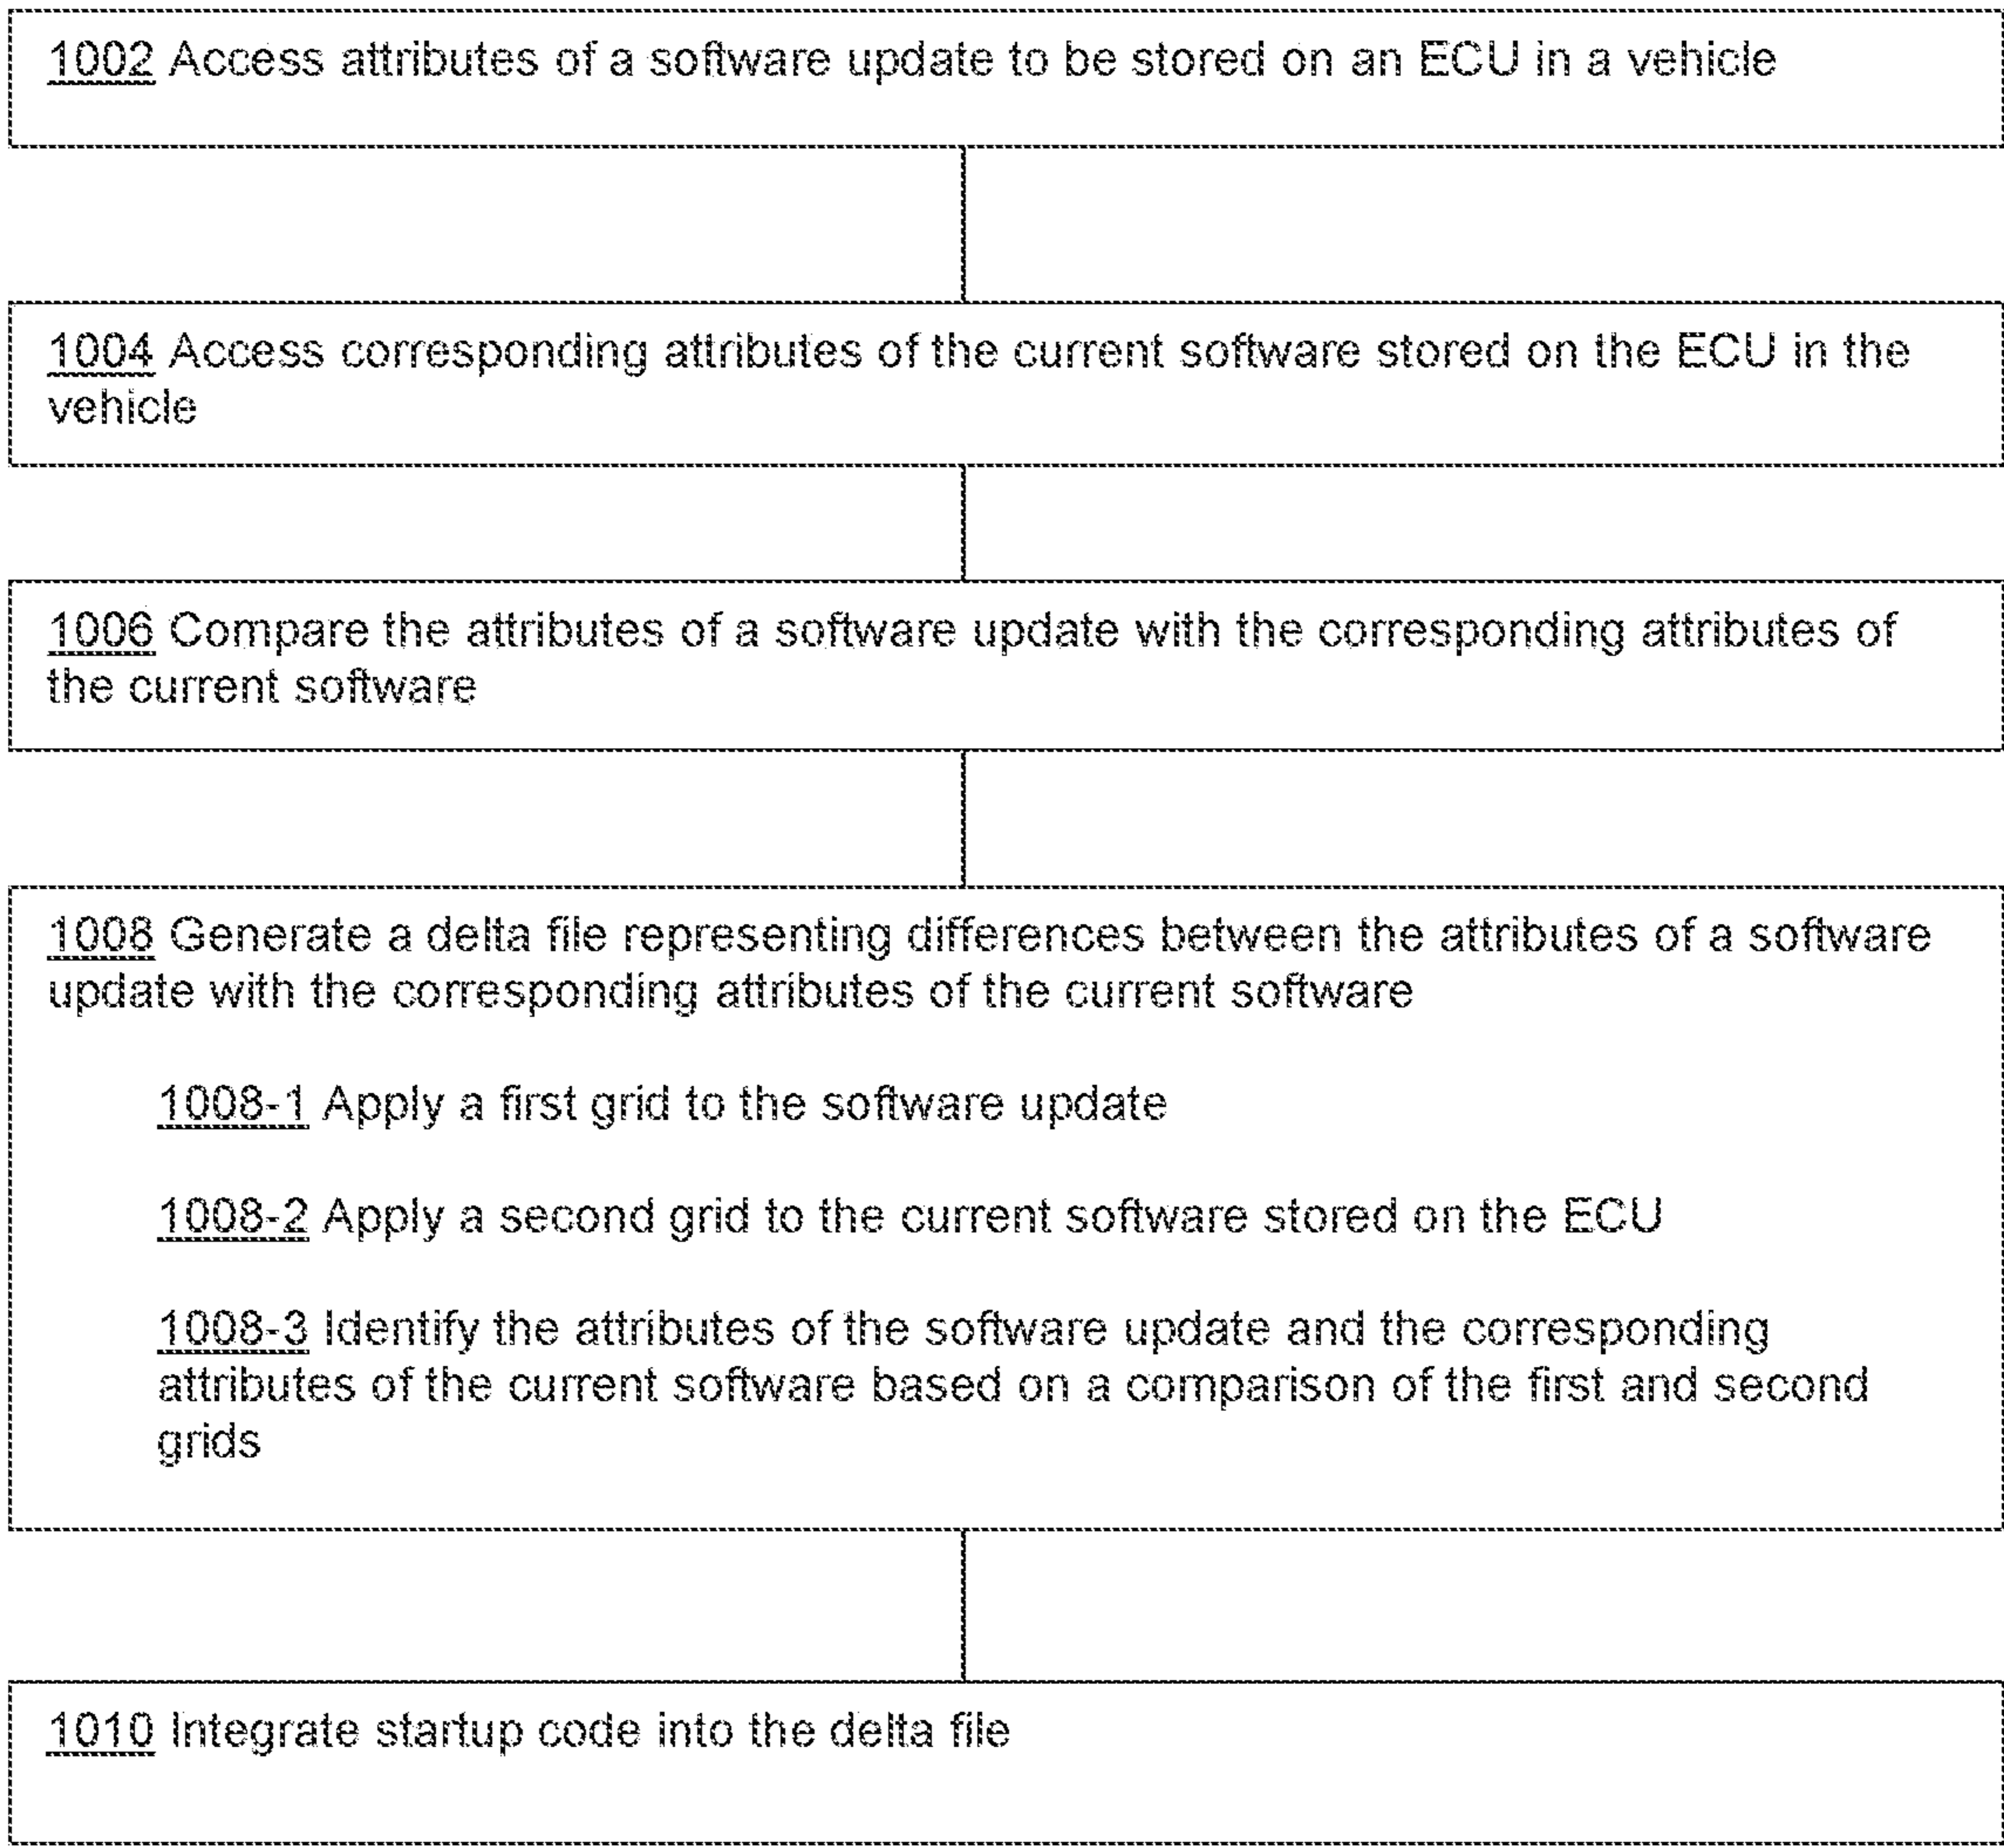 1002 Access attributes of a software update to be stored on an ECU in a vehicle
1004 Access corresponding attributes of the current software stored on the ECU in the
vehicle
1006 Compare the attributes of a software update with the corresponding attributes of
the current software
1008 Generate a delta file representing differences between the attributes of a software
update with the corresponding attributes of the current software
1008-1 Apply a first grid to the software update
1008-2 Apply a second grid to the current software stored on the ECU
1008-3 Identify the attributes of the software update and the corresponding
attributes of the current software based on a comparison of the first and second
grids
1010 Integrate startup code into the delta file